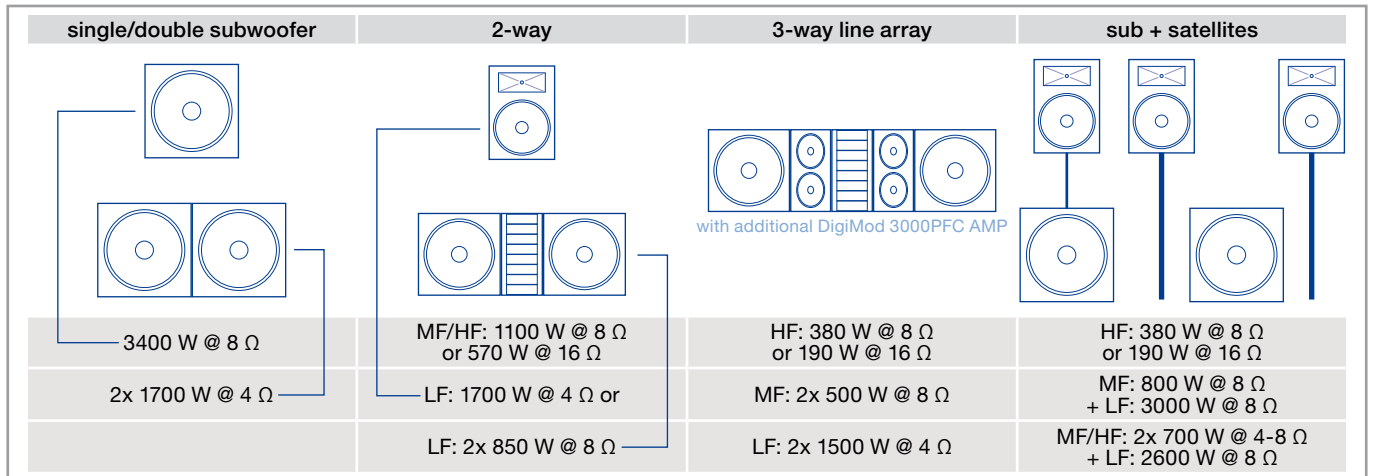 single/double subwoofer
2-way
3-way line array
sub + satellites
with additional DigiMod 3000PFC AMP
3400 W @ 8 Ω
MF/HF: 1100 W @ 8 Ω
or 570 W @ 16 Ω
HF: 380 W @ 8 Ω
or 190 W @ 16 Ω
HF: 380 W @ 8 Ω
or 190 W @ 16 Ω
2x 1700 W @ 4 Ω
LF: 1700 W @ 4 Ω or
MF: 2x 500 W @ 8 Ω
MF: 800 W @ 8 Ω
+ LF: 3000 W @ 8 Ω
LF: 2x 850 W @ 8 Ω
LF: 2x 1500 W @ 4 Ω
MF/HF: 2x 700 W @ 4-8 Ω
+ LF: 2600 W @ 8 Ω